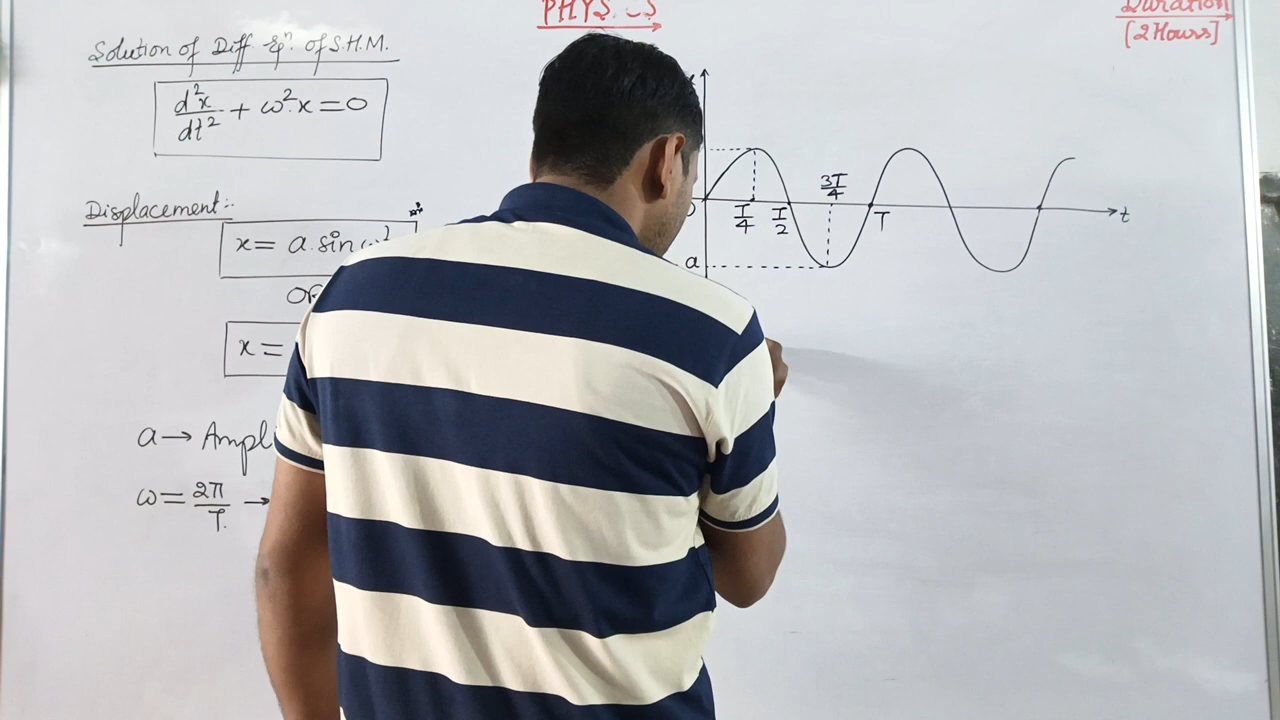 PHYS
Duration
[2 Hours]
Solution of Diff Eqⁿ. of S.H.M.
d²x/dt² + ω²x = 0
Displacement:-
x = a.sin ωt
or
x =
a → Ampl
ω = 2π/T. →
T/4
T/2
3T/4
T
t
a